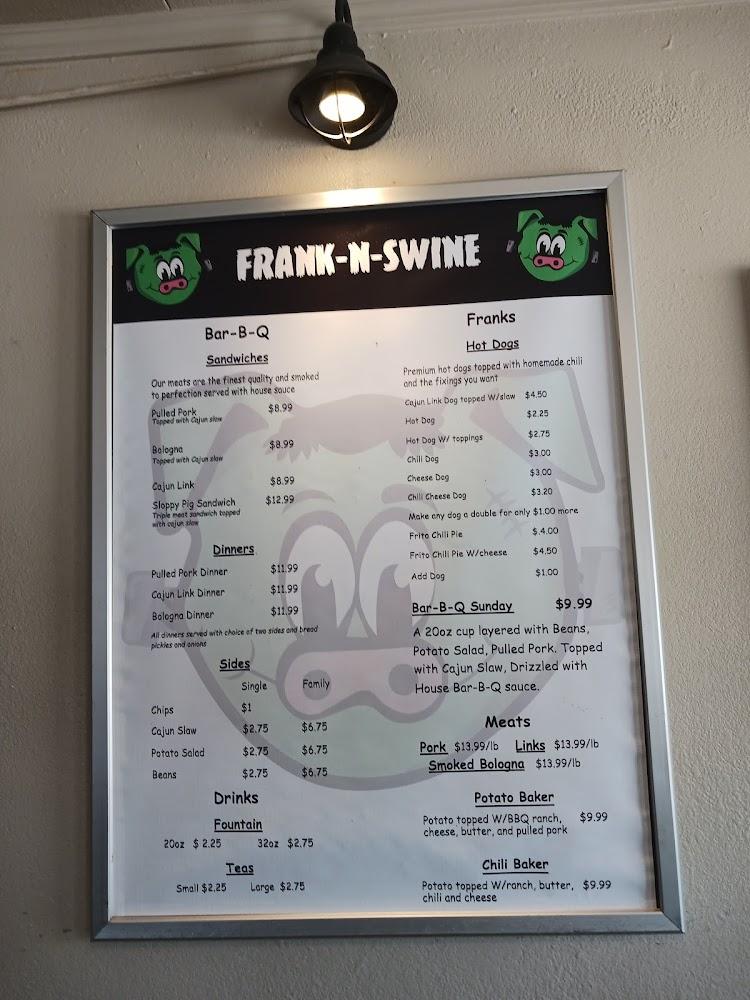 FRANK-N-SWINE
Bar-B-Q
Sandwiches
Our meats are the finest quality and smoked
to perfection served with house sauce
Pulled Pork $8.99
Topped with Cajun slaw
Bologna $8.99
Topped with Cajun slaw
Cajun Link $8.99
Sloppy Pig Sandwich $12.99
Triple meat sandwich topped
with cajun slaw
Dinners
Pulled Pork Dinner $11.99
Cajun Link Dinner $11.99
Bologna Dinner $11.99
All dinners served with choice of two sides and bread
pickles and onions
Sides
Single Family
Chips $1
Cajun Slaw $2.75 $6.75
Potato Salad $2.75 $6.75
Beans $2.75 $6.75
Drinks
Fountain
20oz $ 2.25 32oz $2.75
Teas
Small $2.25 Large $2.75
Franks
Hot Dogs
Premium hot dogs topped with homemade chili
and the fixings you want
Cajun Link Dog topped W/slaw $4.50
Hot Dog $2.25
Hot Dog W/ toppings $2.75
Chili Dog $3.00
Cheese Dog $3.00
Chili Cheese Dog $3.20
Make any dog a double for only $1.00 more
Frito Chili Pie $.4.00
Frito Chili Pie W/cheese $4.50
Add Dog $1.00
Bar-B-Q Sunday $9.99
A 20oz cup layered with Beans,
Potato Salad, Pulled Pork. Topped
with Cajun Slaw, Drizzled with
House Bar-B-Q sauce.
Meats
Pork $13.99/lb Links $13.99/lb
Smoked Bologna $13.99/lb
Potato Baker
Potato topped W/BBQ ranch, $9.99
cheese, butter, and pulled pork
Chili Baker
Potato topped W/ranch, butter, $9.99
chili and cheese